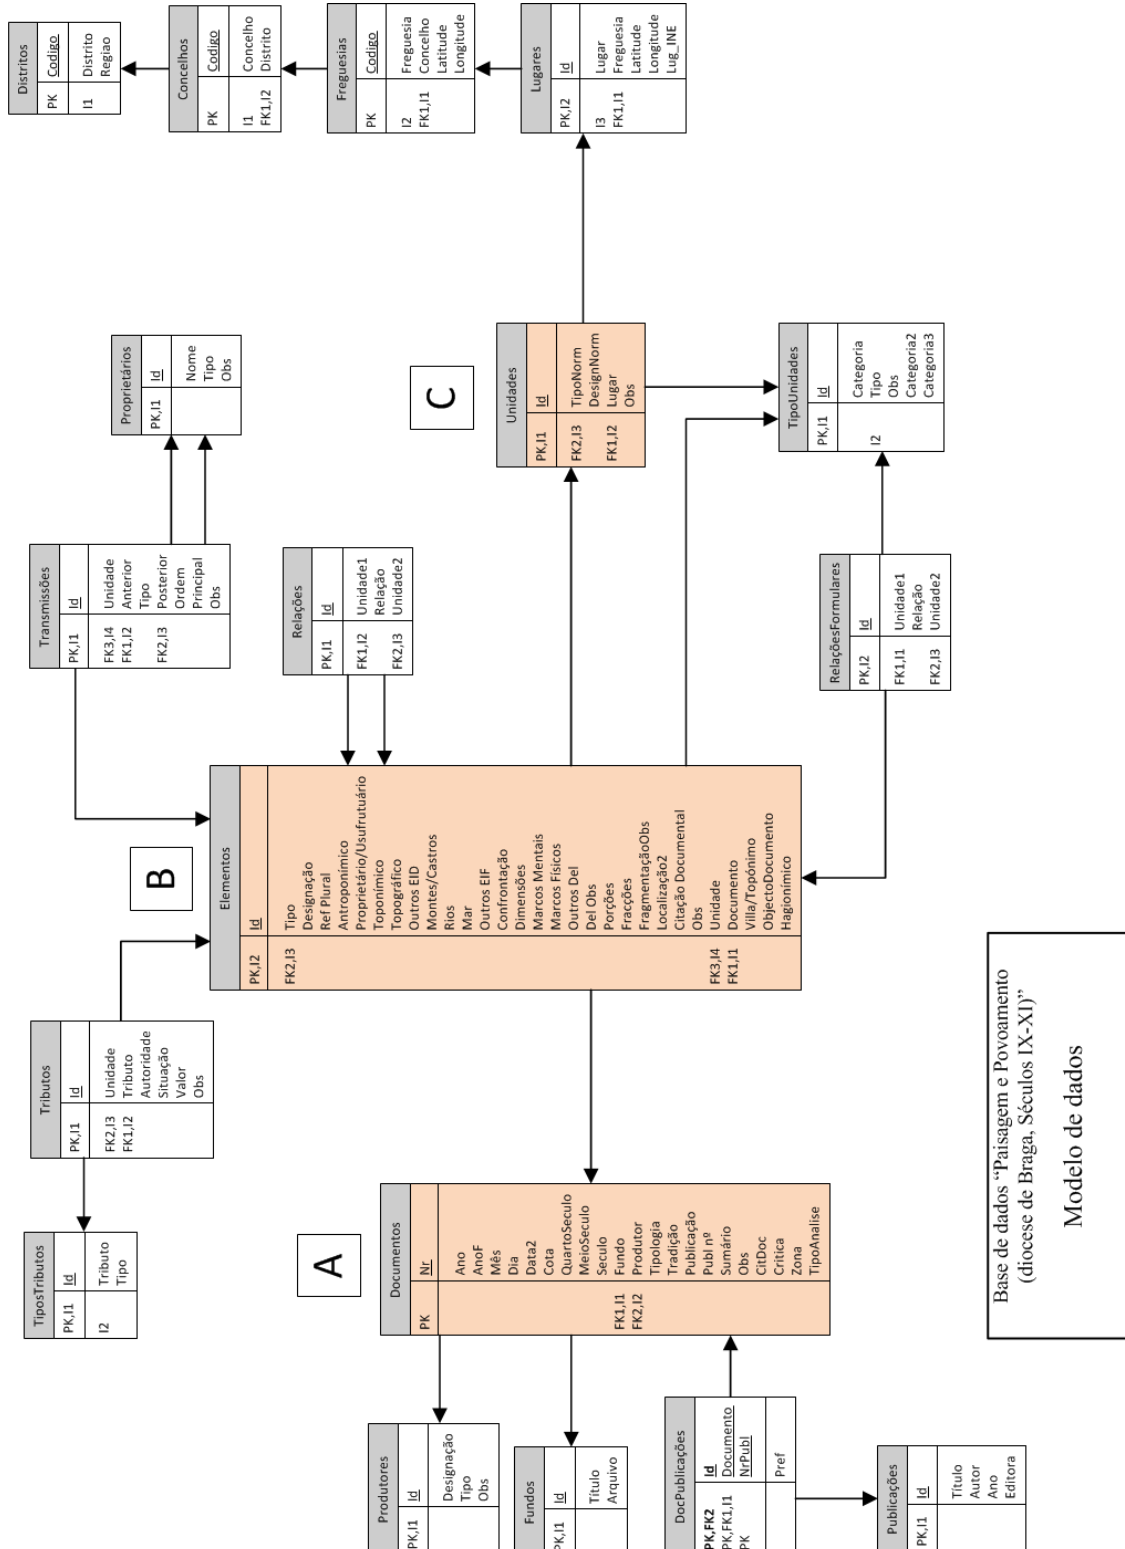 TiposTributos
PK,I1 Id
I2 Tributo
Tipo
Tributos
PK,I1 Id
FK2,I3 Unidade
FK1,I2 Tributo
Autoridade
Situação
Valor
Obs
Transmissões
PK,I1 Id
FK3,I4 Unidade
FK1,I2 Anterior
Tipo
FK2,I3 Posterior
Ordem
Principal
Obs
Proprietários
PK,I1 Id
Nome
Tipo
Obs
Distritos
PK Codigo
I1 Distrito
Regiao
Concelhos
PK Codigo
I1 Concelho
FK1,I2 Distrito
Freguesias
PK Codigo
I2 Freguesia
FK1,I1 Concelho
Latitude
Longitude
Lugares
PK,I2 Id
I3 Lugar
FK1,I1 Freguesia
Latitude
Longitude
Lug_INE
A
B
C
Produtores
PK,I1 Id
Designação
Tipo
Obs
Fundos
PK,I1 Id
Título
Arquivo
DocPublicações
PK,FK2 Id
PK,FK1,I1 Documento
PK NrPubl
Pref
Publicações
PK,I1 Id
Título
Autor
Ano
Editora
Documentos
PK Nr
Ano
AnoF
Mês
Dia
Data2
Cota
QuartoSeculo
MeioSeculo
Seculo
FK1,I1 Fundo
FK2,I2 Produtor
Tipologia
Tradição
Publicação
Publ nº
Sumário
Obs
CitDoc
Critica
Zona
TipoAnalise
Elementos
PK,I2 Id
FK2,I3 Tipo
Designação
Ref Plural
Antroponímico
Proprietário/Usufrutuário
Toponímico
Topográfico
Outros EID
Montes/Castros
Rios
Mar
Outros EIF
Confrontação
Dimensões
Marcos Mentais
Marcos Físicos
Outros Del
Del Obs
Porções
Fracções
FragmentaçãoObs
Localização2
Citação Documental
Obs
FK3,I4 Unidade
FK1,I1 Documento
Villa/Topónimo
ObjectoDocumento
Hagionímico
Relações
PK,I1 Id
FK1,I2 Unidade1
Relação
FK2,I3 Unidade2
Unidades
PK,I1 Id
FK2,I3 TipoNorm
DesignNorm
FK1,I2 Lugar
Obs
TipoUnidades
PK,I1 Id
Categoria
I2 Tipo
Obs
Categoria2
Categoria3
RelaçõesFormulares
PK,I2 Id
FK1,I1 Unidade1
Relação
FK2,I3 Unidade2
Base de dados “Paisagem e Povoamento
(diocese de Braga, Séculos IX-XI)”
Modelo de dados